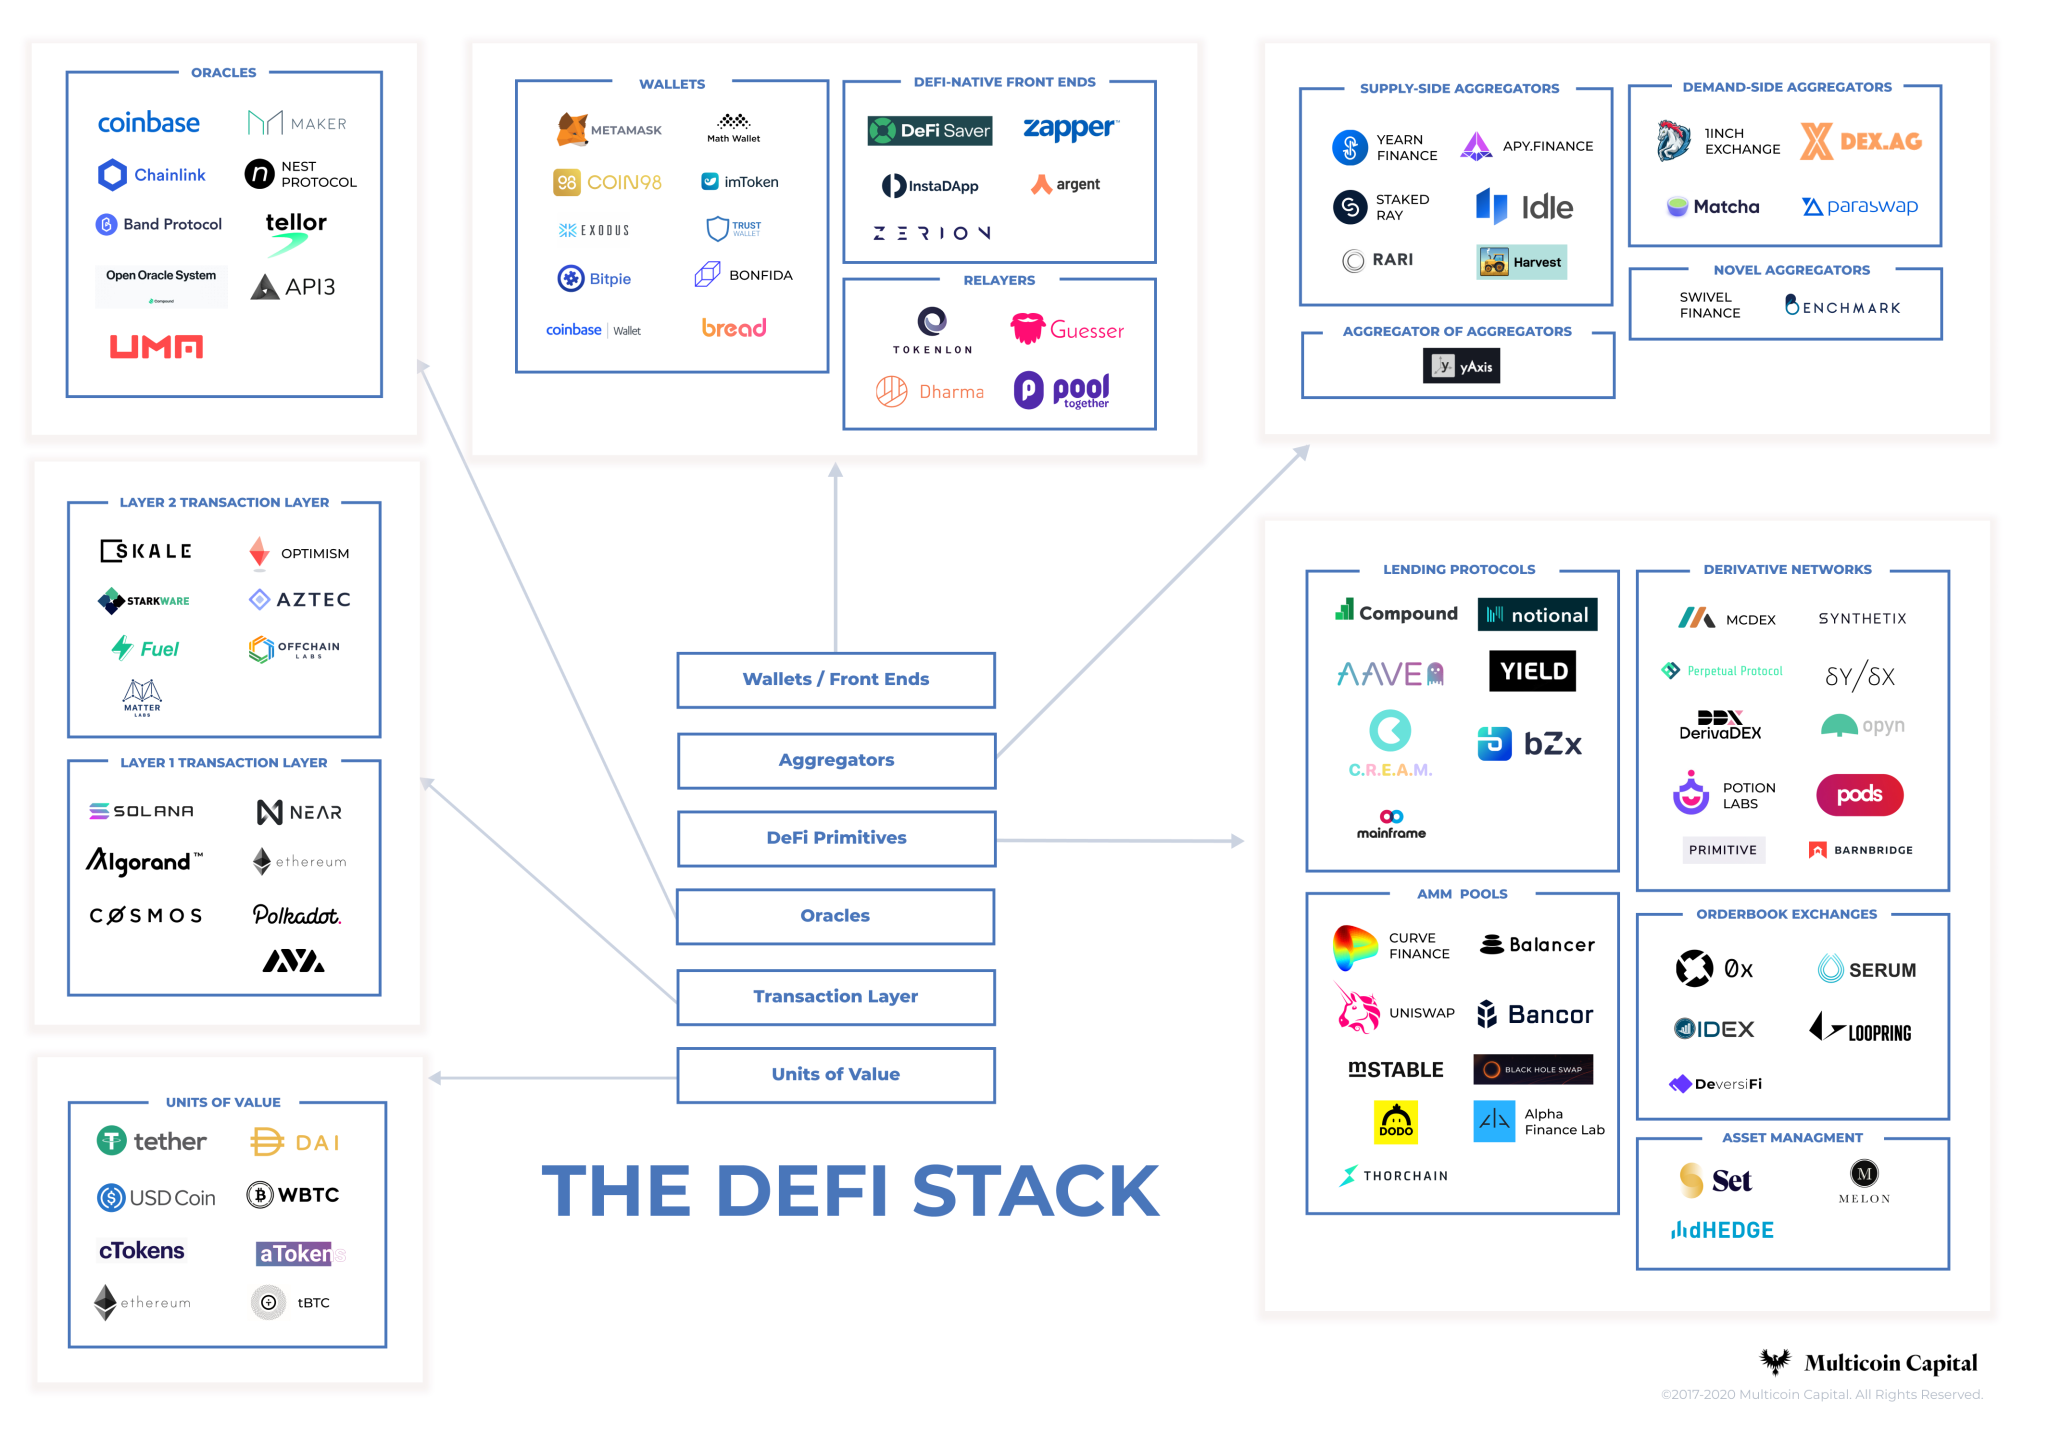 ORACLES
coinbase
MAKER
Chainlink
NEST
PROTOCOL
Band Protocol
tellor
Open Oracle System
Compound
API3
UMA
WALLETS
METAMASK
Math Wallet
98 COIN98
imToken
EXODUS
TRUST
WALLET
Bitpie
BONFIDA
coinbase | Wallet
bread
DEFI-NATIVE FRONT ENDS
DeFi Saver
zapper™
InstaDApp
argent
ZERION
RELAYERS
TOKENLON
Guesser
Dharma
P pool
together
SUPPLY-SIDE AGGREGATORS
YEARN
FINANCE
APY.FINANCE
STAKED
RAY
Idle
RARI
Harvest
AGGREGATOR OF AGGREGATORS
y yAxis
DEMAND-SIDE AGGREGATORS
1INCH
EXCHANGE
DEX.AG
Matcha
paraswap
NOVEL AGGREGATORS
SWIVEL
FINANCE
BENCHMARK
LAYER 2 TRANSACTION LAYER
SKALE
OPTIMISM
STARKWARE
AZTEC
Fuel
OFFCHAIN
LABS
MATTER
LABS
LAYER 1 TRANSACTION LAYER
SOLANA
NEAR
Algorand™
ethereum
COSMOS
Polkadot.
AVA
UNITS OF VALUE
tether
DAI
USD Coin
WBTC
cTokens
aTokens
ethereum
tBTC
Wallets / Front Ends
Aggregators
DeFi Primitives
Oracles
Transaction Layer
Units of Value
THE DEFI STACK
LENDING PROTOCOLS
Compound
notional
AAVE
YIELD
C.R.E.A.M.
bZx
mainframe
AMM POOLS
CURVE
FINANCE
Balancer
UNISWAP
Bancor
mSTABLE
BLACK HOLE SWAP
DODO
Alpha
Finance Lab
THORCHAIN
DERIVATIVE NETWORKS
MCDEX
SYNTHETIX
Perpetual Protocol
δY/δX
DDX
DerivaDEX
opyn
POTION
LABS
pods
PRIMITIVE
BARNBRIDGE
ORDERBOOK EXCHANGES
0x
SERUM
IDEX
LOOPRING
DeversiFi
ASSET MANAGMENT
Set
M
MELON
dHEDGE
Multicoin Capital
©2017-2020 Multicoin Capital. All Rights Reserved.